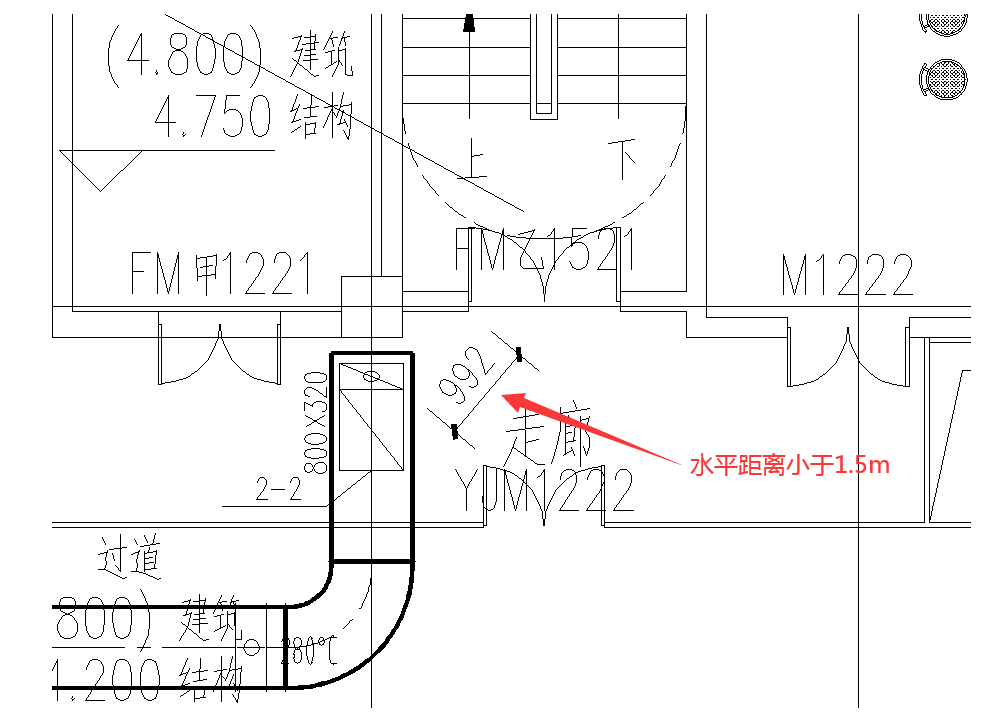 (4.800) 建筑
4.750 结构
上
下
FM甲1221
FM乙1521
M1222
992
800X320
走廊
水平距离小于1.5m
YJM1222
2-2
过道
800) 建筑
280℃
1.200 结构